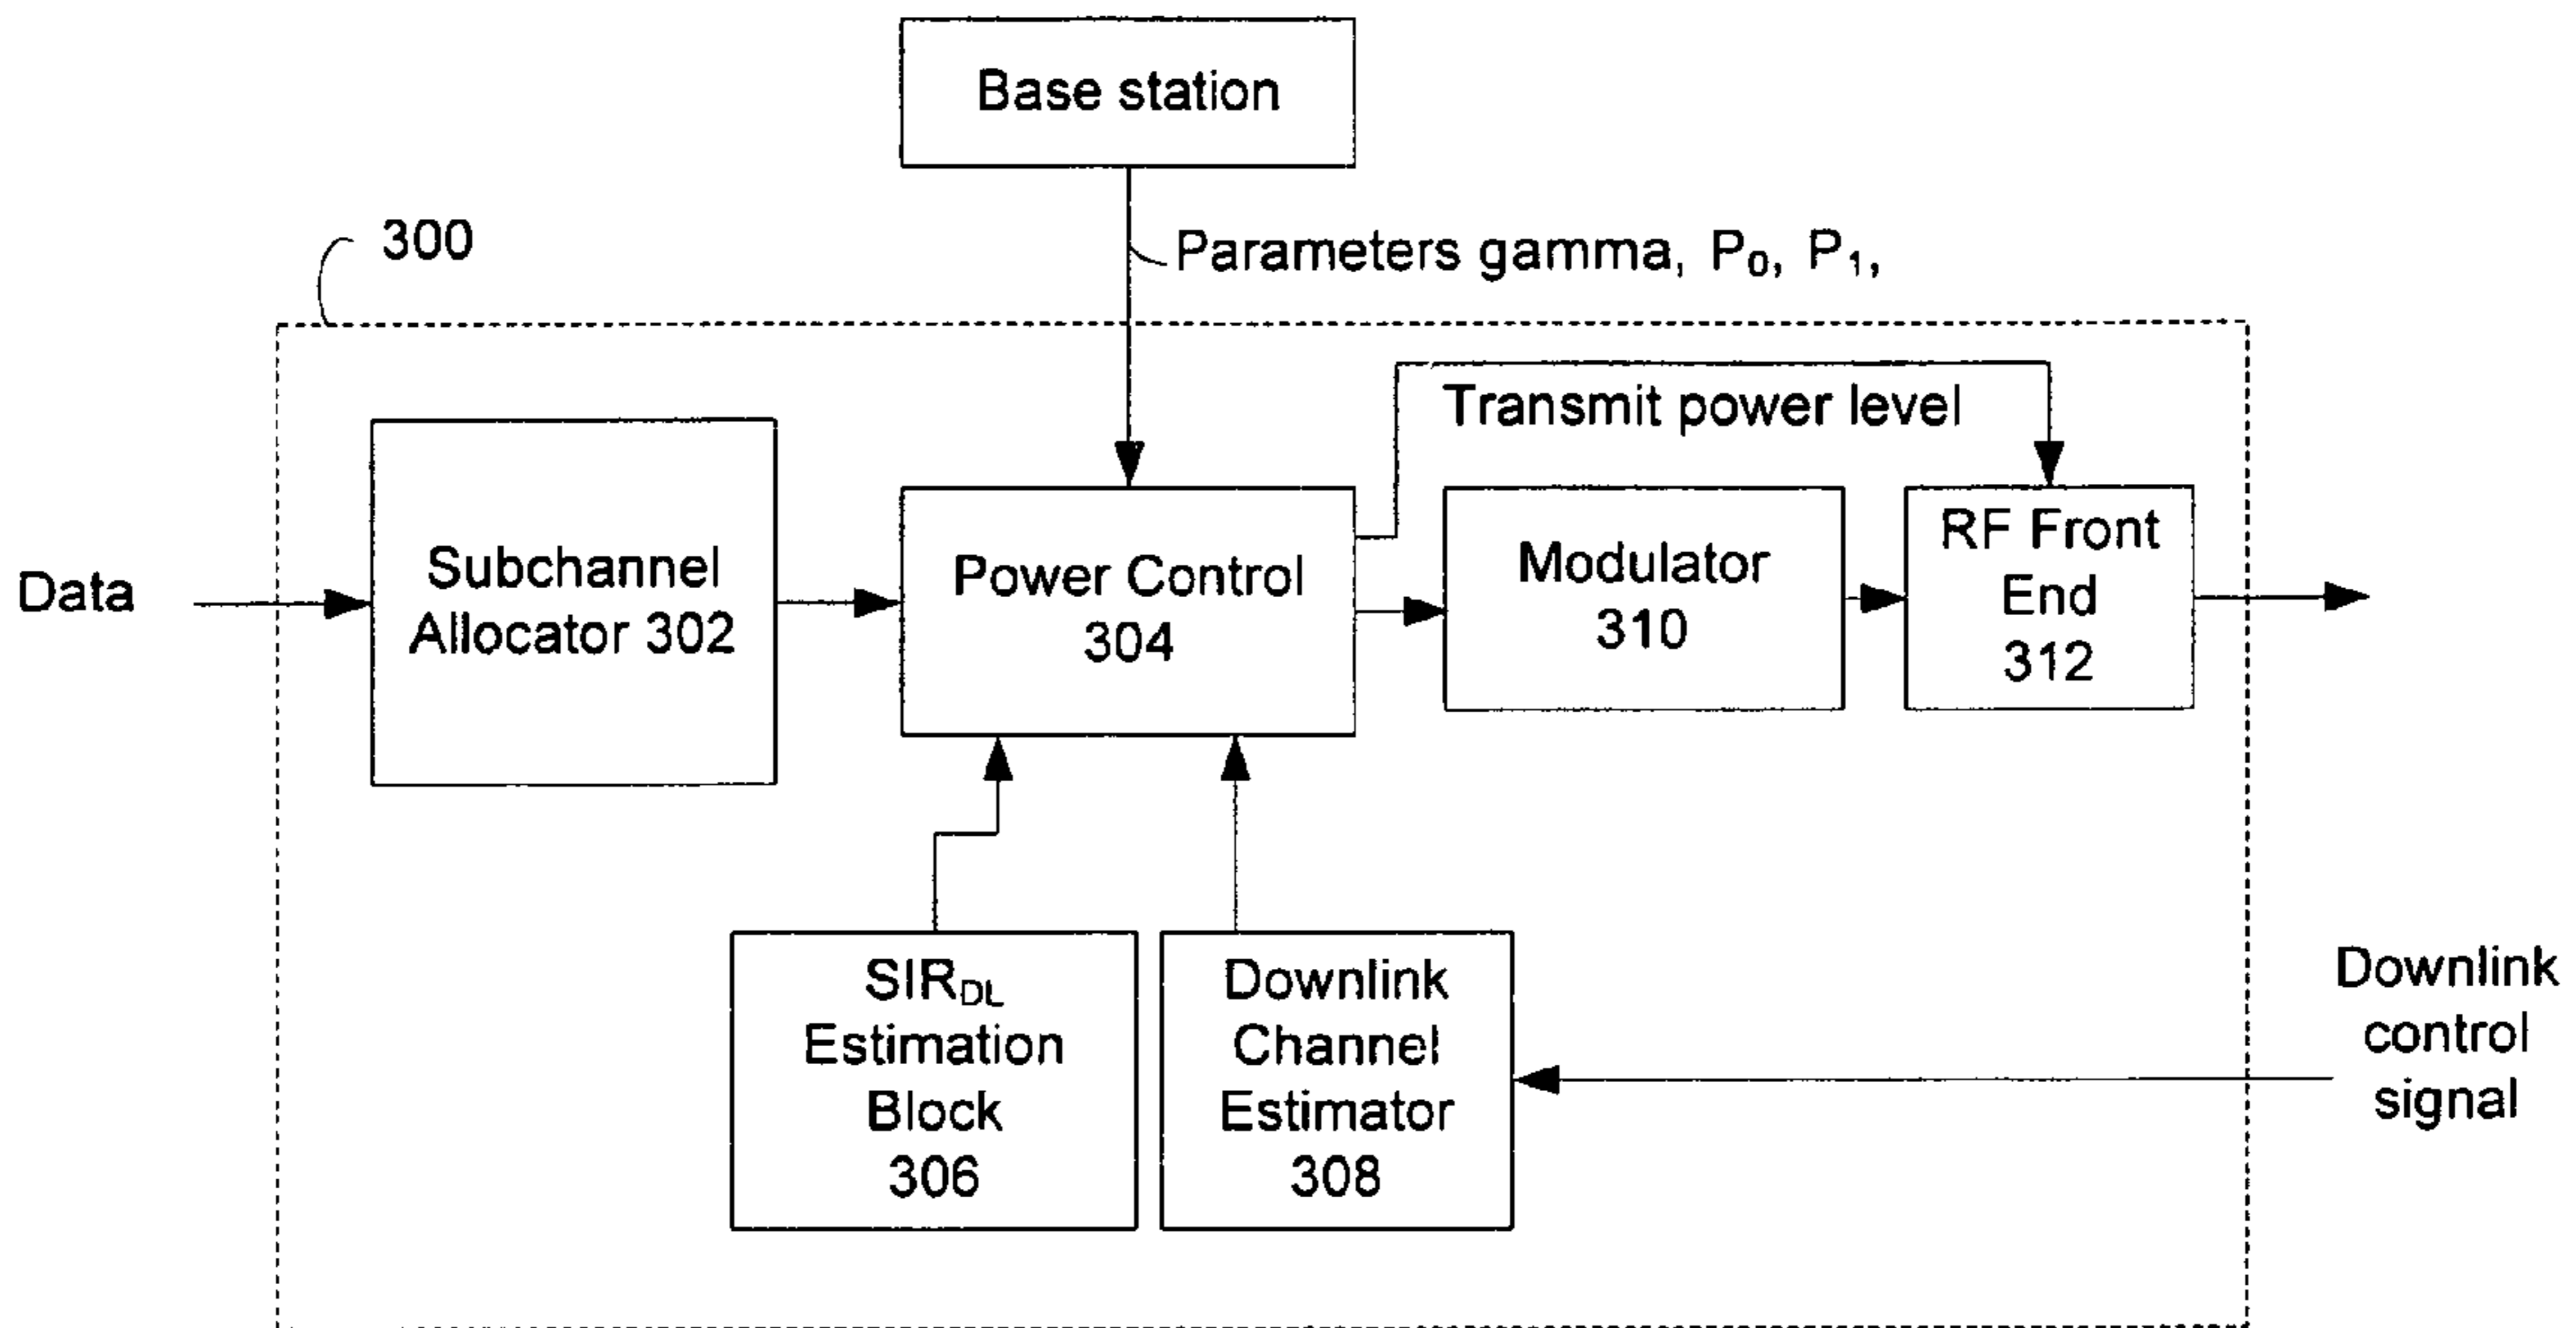 Base station
300
Parameters gamma, P₀, P₁,
Transmit power level
Data
Subchannel
Allocator 302
Power Control
304
Modulator
310
RF Front
End
312
SIR_DL
Estimation
Block
306
Downlink
Channel
Estimator
308
Downlink
control
signal